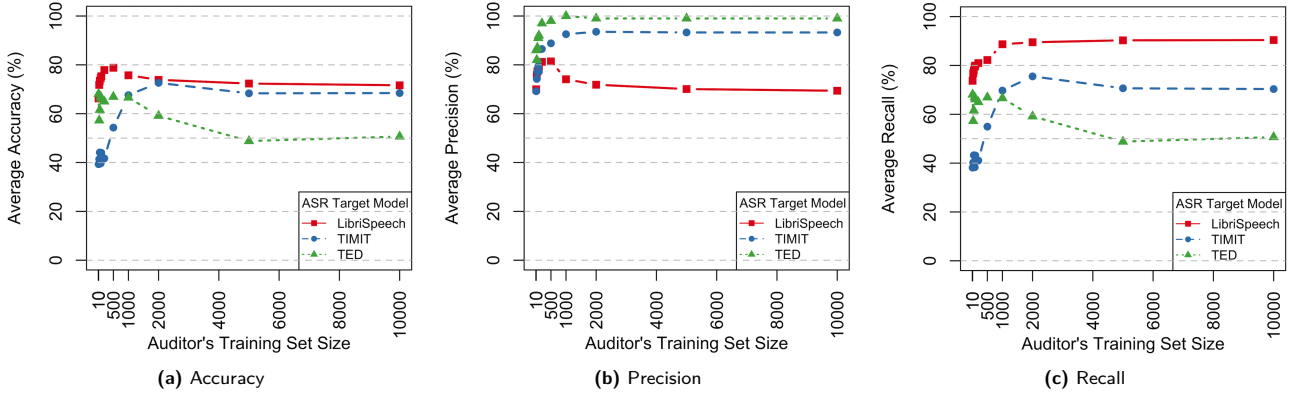 Average Accuracy (%)
100
80
60
40
20
0
ASR Target Model
LibriSpeech
TIMIT
TED
10
500
1000
2000
4000
6000
8000
10000
Auditor's Training Set Size
(a) Accuracy
Average Precision (%)
100
80
60
40
20
0
ASR Target Model
LibriSpeech
TIMIT
TED
10
500
1000
2000
4000
6000
8000
10000
Auditor's Training Set Size
(b) Precision
Average Recall (%)
100
80
60
40
20
0
ASR Target Model
LibriSpeech
TIMIT
TED
10
500
1000
2000
4000
6000
8000
10000
Auditor's Training Set Size
(c) Recall